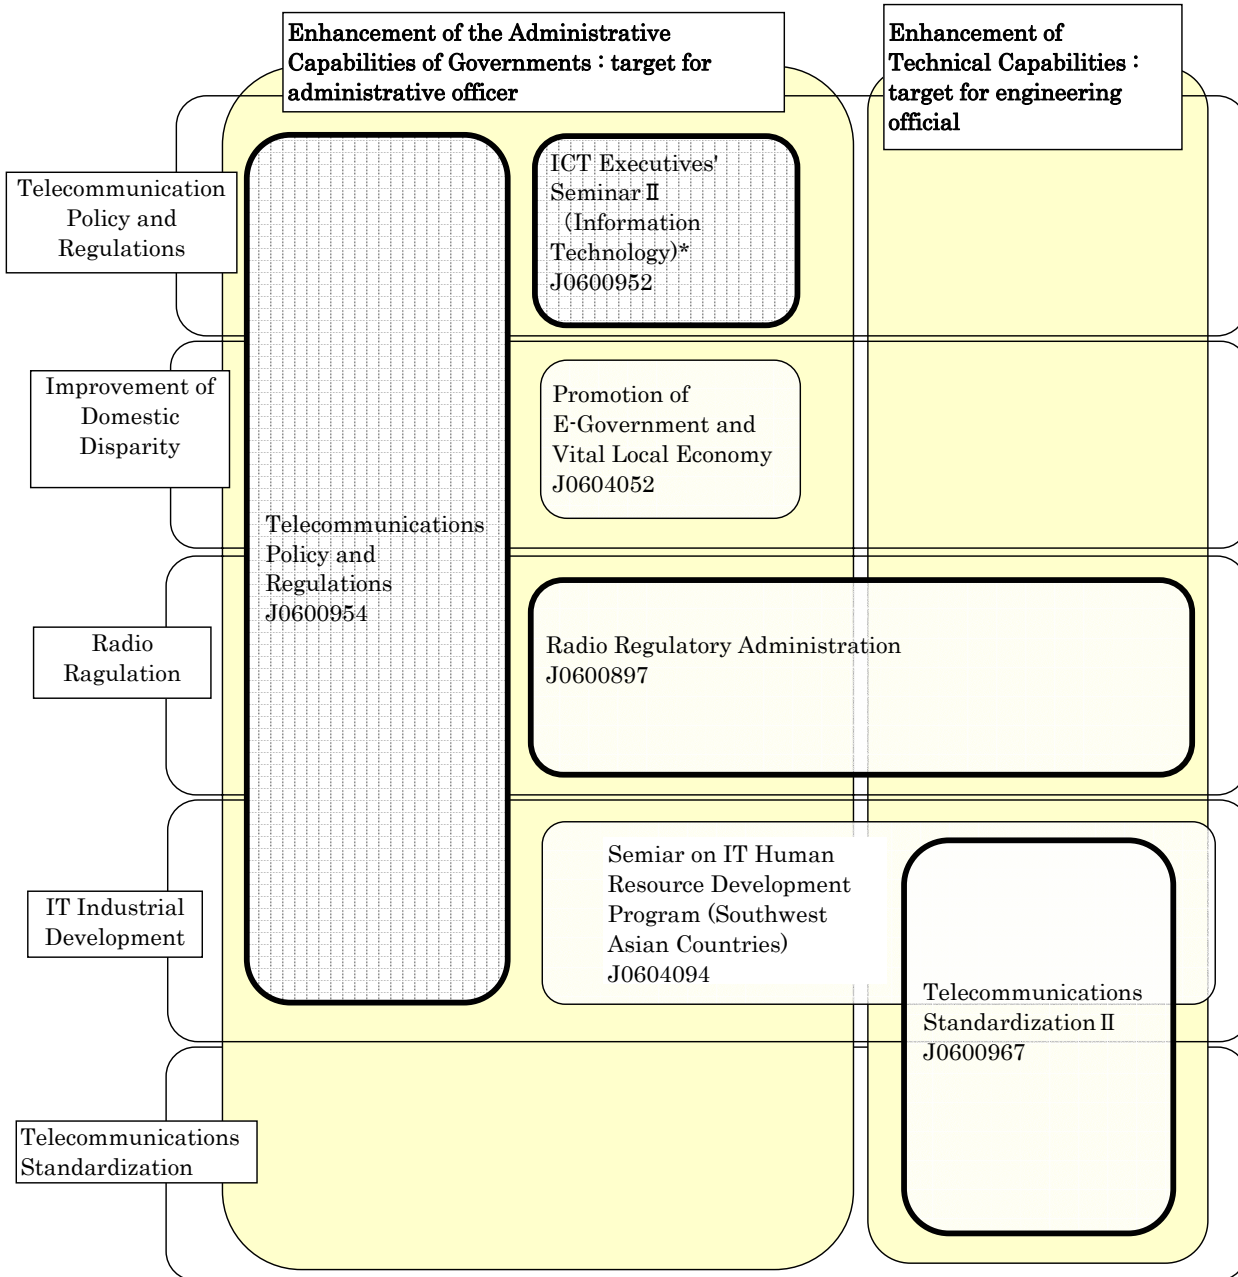 Enhancement of the Administrative
Capabilities of Governments : target for
administrative officer
Enhancement of
Technical Capabilities :
target for engineering
official
Telecommunication
Policy and
Regulations
ICT Executives'
Seminar Ⅱ
(Information
Technology)*
J0600952
Improvement of
Domestic
Disparity
Promotion of
E-Government and
Vital Local Economy
J0604052
Telecommunications
Policy and
Regulations
J0600954
Radio
Ragulation
Radio Regulatory Administration
J0600897
IT Industrial
Development
Semiar on IT Human
Resource Development
Program (Southwest
Asian Countries)
J0604094
Telecommunications
Standardization Ⅱ
J0600967
Telecommunications
Standardization